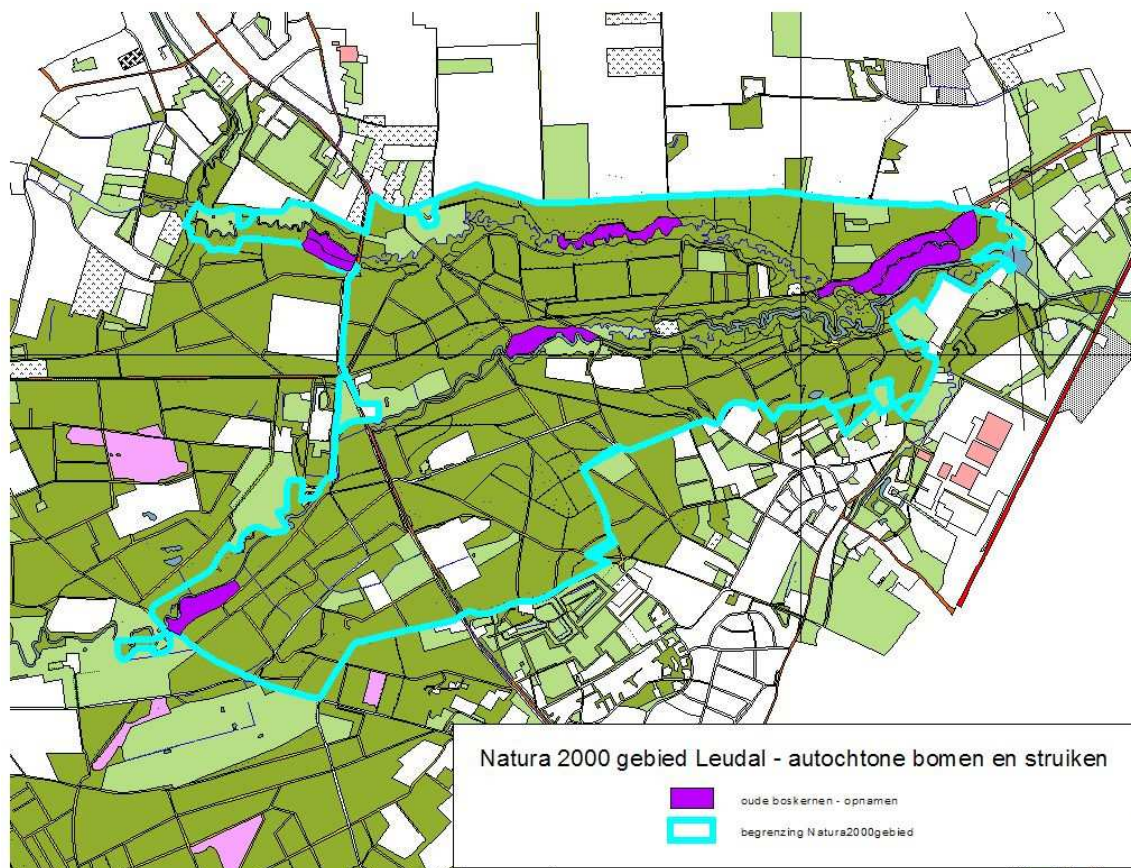 Natura 2000 gebied Leudal - autochtone bomen en struiken
oude boskernen - opnamen
begrenzing Natura2000gebied